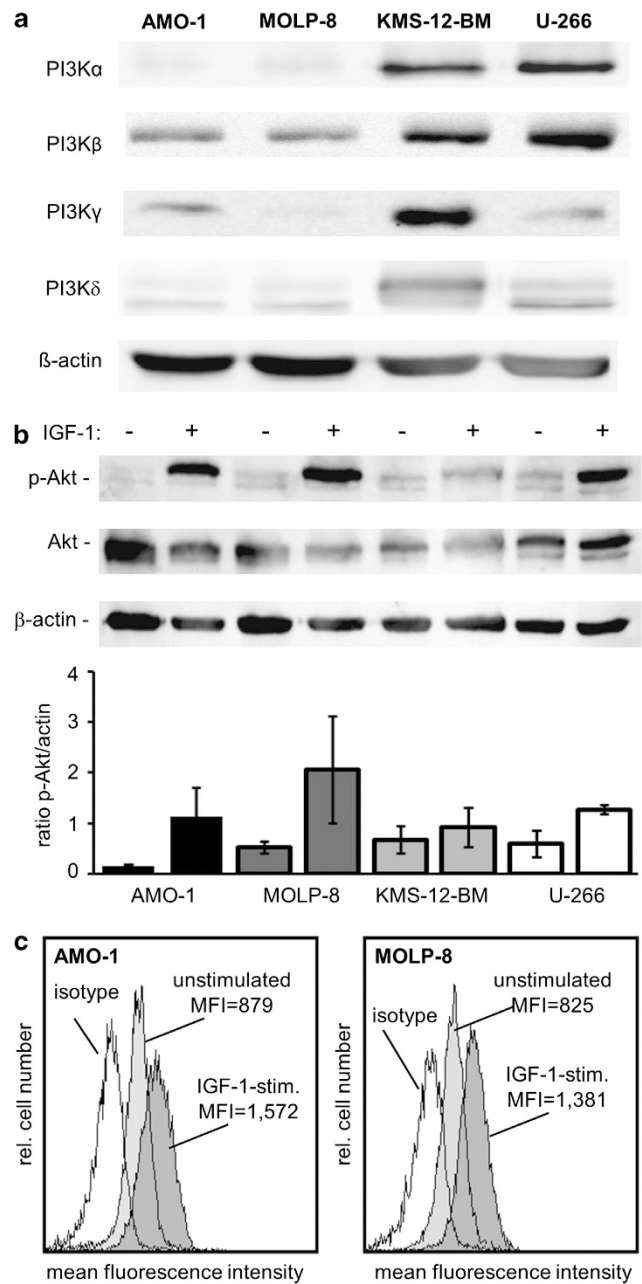 a
AMO-1 MOLP-8 KMS-12-BM U-266
PI3Kα
PI3Kβ
PI3Kγ
PI3Kδ
ß-actin
b
IGF-1: - + - + - + - +
p-Akt -
Akt -
β-actin -
4
3
2
1
0
ratio p-Akt/actin
AMO-1 MOLP-8 KMS-12-BM U-266
c
AMO-1
isotype
unstimulated
MFI=879
IGF-1-stim.
MFI=1,572
rel. cell number
mean fluorescence intensity
MOLP-8
isotype
unstimulated
MFI=825
IGF-1-stim.
MFI=1,381
rel. cell number
mean fluorescence intensity